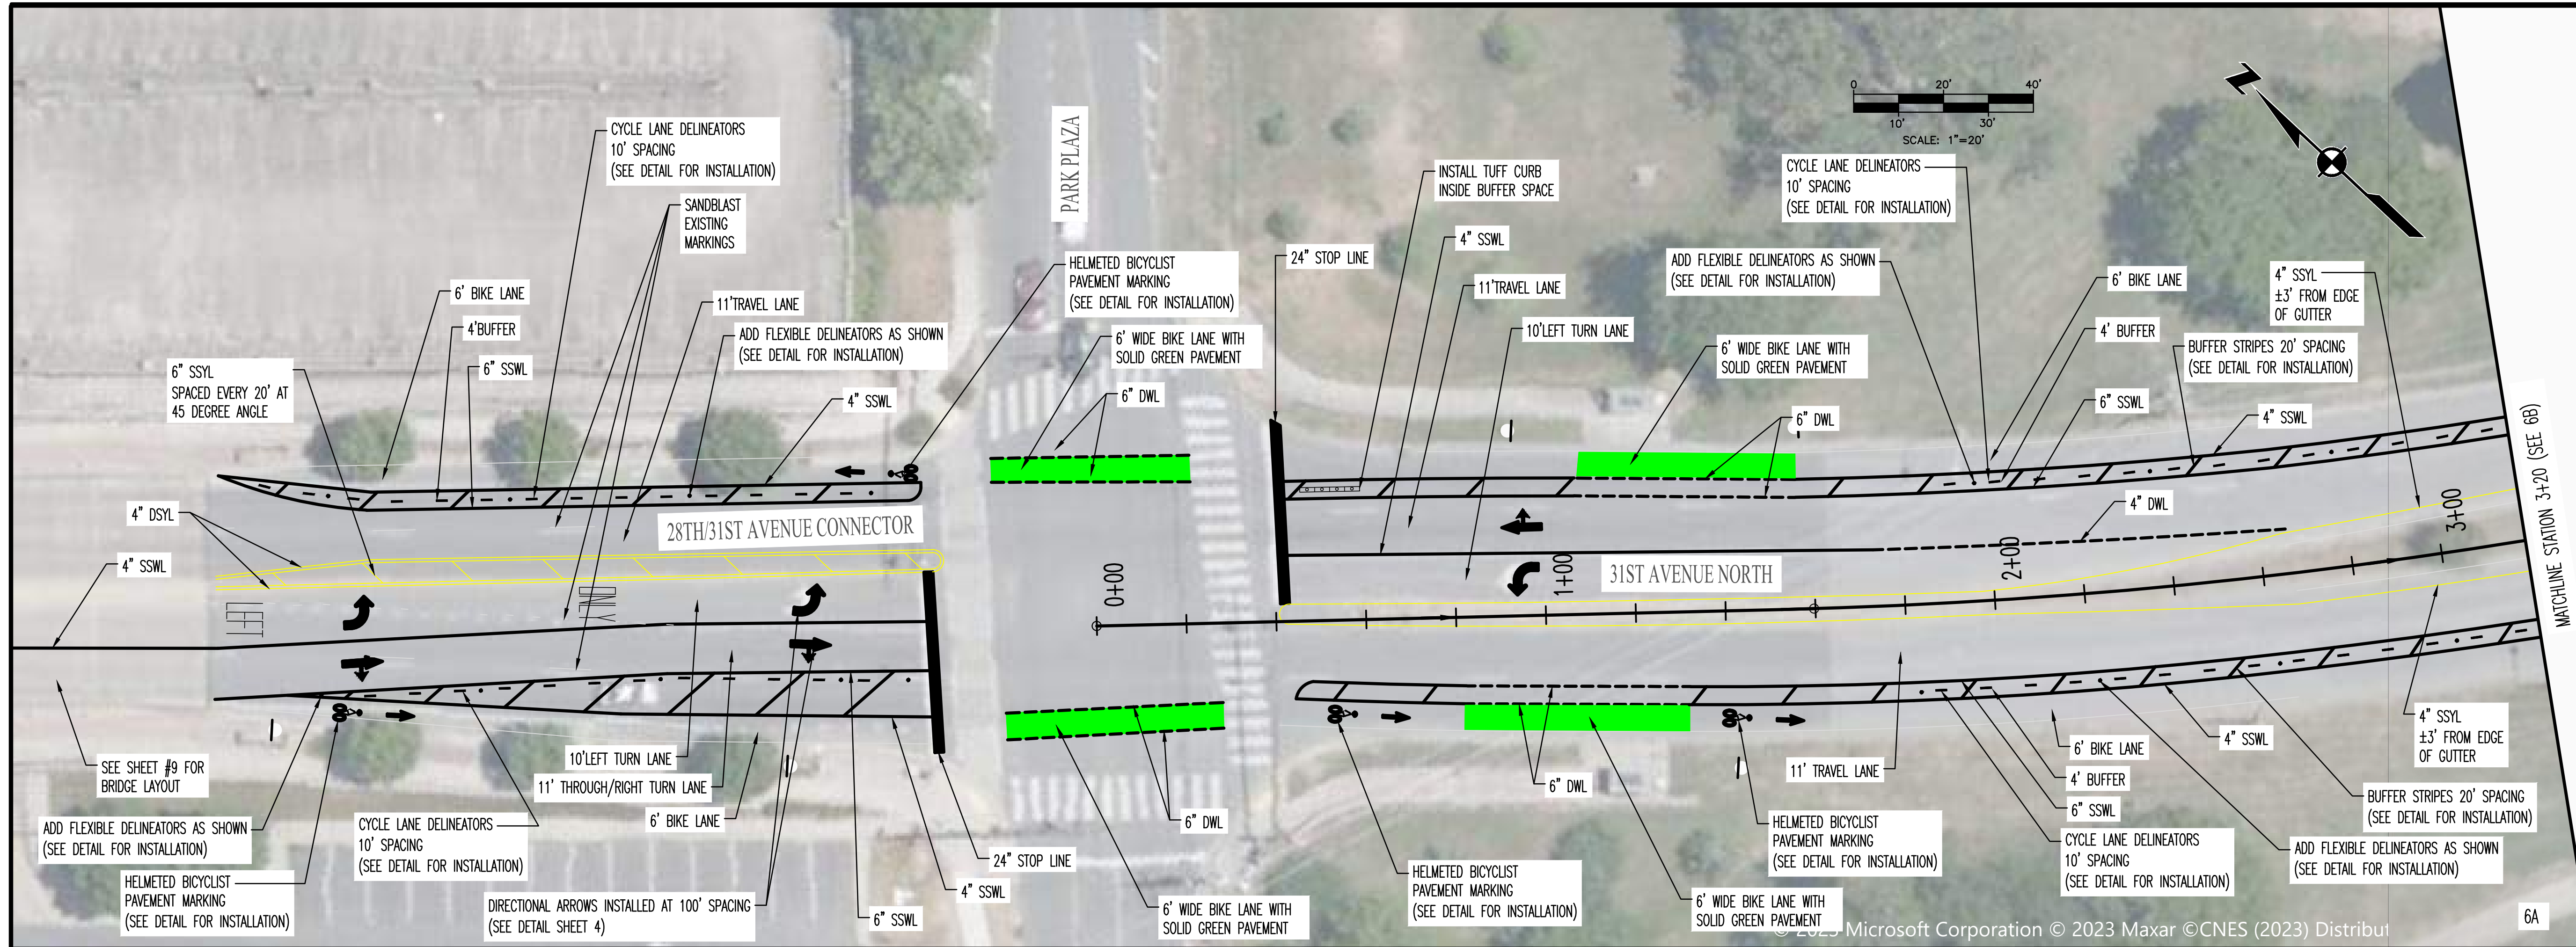 0 20' 40'
10' 30'
SCALE: 1"=20'
PARK PLAZA
CYCLE LANE DELINEATORS
10' SPACING
(SEE DETAIL FOR INSTALLATION)
SANDBLAST
EXISTING
MARKINGS
6' BIKE LANE
4'BUFFER
6" SSWL
11'TRAVEL LANE
ADD FLEXIBLE DELINEATORS AS SHOWN
(SEE DETAIL FOR INSTALLATION)
4" SSWL
6" SSYL
SPACED EVERY 20' AT
45 DEGREE ANGLE
4" DSYL
4" SSWL
HELMETED BICYCLIST
PAVEMENT MARKING
(SEE DETAIL FOR INSTALLATION)
6' WIDE BIKE LANE WITH
SOLID GREEN PAVEMENT
6" DWL
24" STOP LINE
INSTALL TUFF CURB
INSIDE BUFFER SPACE
4" SSWL
11'TRAVEL LANE
10'LEFT TURN LANE
6' WIDE BIKE LANE WITH
SOLID GREEN PAVEMENT
6" DWL
CYCLE LANE DELINEATORS
10' SPACING
(SEE DETAIL FOR INSTALLATION)
ADD FLEXIBLE DELINEATORS AS SHOWN
(SEE DETAIL FOR INSTALLATION)
6' BIKE LANE
4' BUFFER
6" SSWL
BUFFER STRIPES 20' SPACING
(SEE DETAIL FOR INSTALLATION)
4" SSWL
4" SSYL
±3' FROM EDGE
OF GUTTER
4" DWL
28TH/31ST AVENUE CONNECTOR
31ST AVENUE NORTH
LEFT
ONLY
0+00
1+00
2+00
3+00
MATCHLINE STATION 3+20 (SEE 6B)
SEE SHEET #9 FOR
BRIDGE LAYOUT
ADD FLEXIBLE DELINEATORS AS SHOWN
(SEE DETAIL FOR INSTALLATION)
HELMETED BICYCLIST
PAVEMENT MARKING
(SEE DETAIL FOR INSTALLATION)
CYCLE LANE DELINEATORS
10' SPACING
(SEE DETAIL FOR INSTALLATION)
10'LEFT TURN LANE
11' THROUGH/RIGHT TURN LANE
6' BIKE LANE
DIRECTIONAL ARROWS INSTALLED AT 100' SPACING
(SEE DETAIL SHEET 4)
6" SSWL
4" SSWL
24" STOP LINE
6" DWL
6' WIDE BIKE LANE WITH
SOLID GREEN PAVEMENT
HELMETED BICYCLIST
PAVEMENT MARKING
(SEE DETAIL FOR INSTALLATION)
6" DWL
6' WIDE BIKE LANE WITH
SOLID GREEN PAVEMENT
11' TRAVEL LANE
HELMETED BICYCLIST
PAVEMENT MARKING
(SEE DETAIL FOR INSTALLATION)
6' BIKE LANE
4' BUFFER
6" SSWL
CYCLE LANE DELINEATORS
10' SPACING
(SEE DETAIL FOR INSTALLATION)
4" SSWL
4" SSYL
±3' FROM EDGE
OF GUTTER
BUFFER STRIPES 20' SPACING
(SEE DETAIL FOR INSTALLATION)
ADD FLEXIBLE DELINEATORS AS SHOWN
(SEE DETAIL FOR INSTALLATION)
© 2023 Microsoft Corporation © 2023 Maxar ©CNES (2023) Distribut
6A